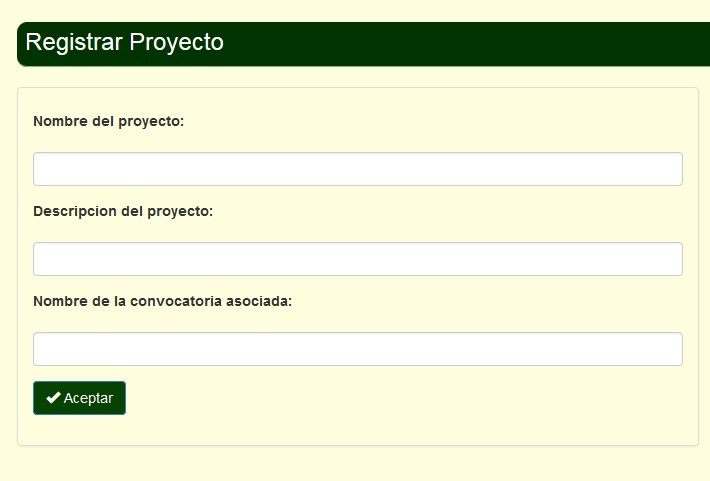 Registrar Proyecto
Nombre del proyecto:
Descripcion del proyecto:
Nombre de la convocatoria asociada:
Aceptar